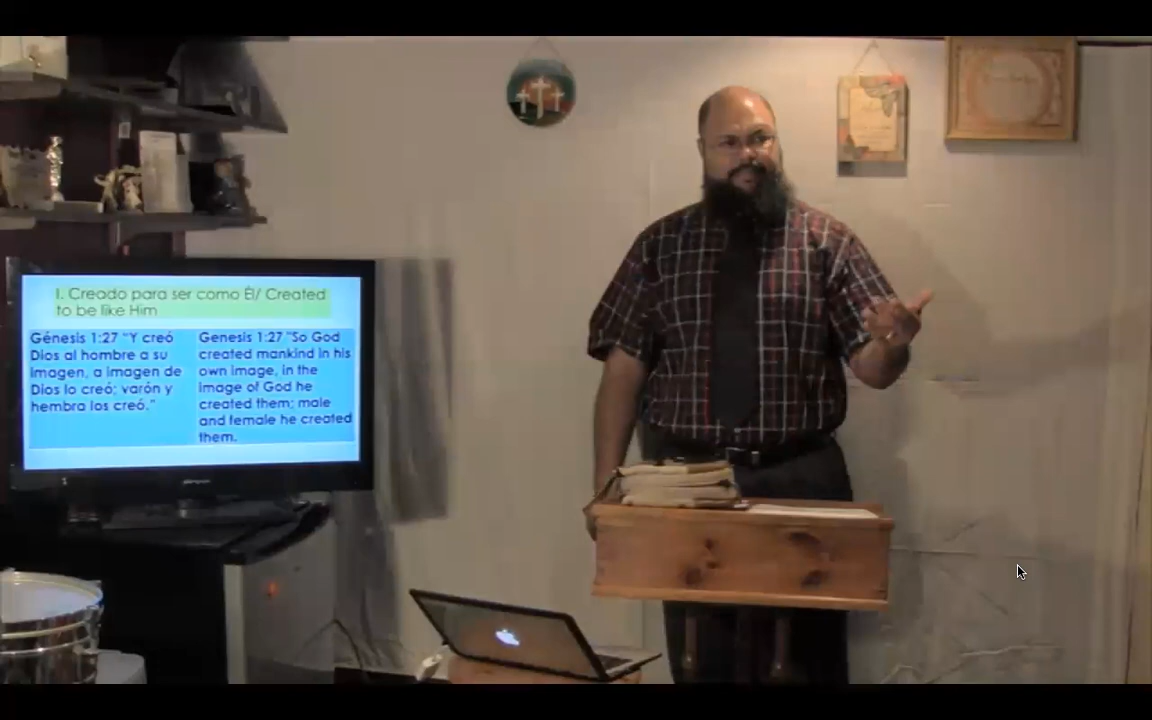 I. Creado para ser como Él/ Created
to be like Him
Génesis 1:27 "Y creó
Dios al hombre a su
imagen, a imagen de
Dios lo creó; varón y
hembra los creó."
Genesis 1:27 "So God
created mankind in his
own image, in the
image of God he
created them; male
and female he created
them.